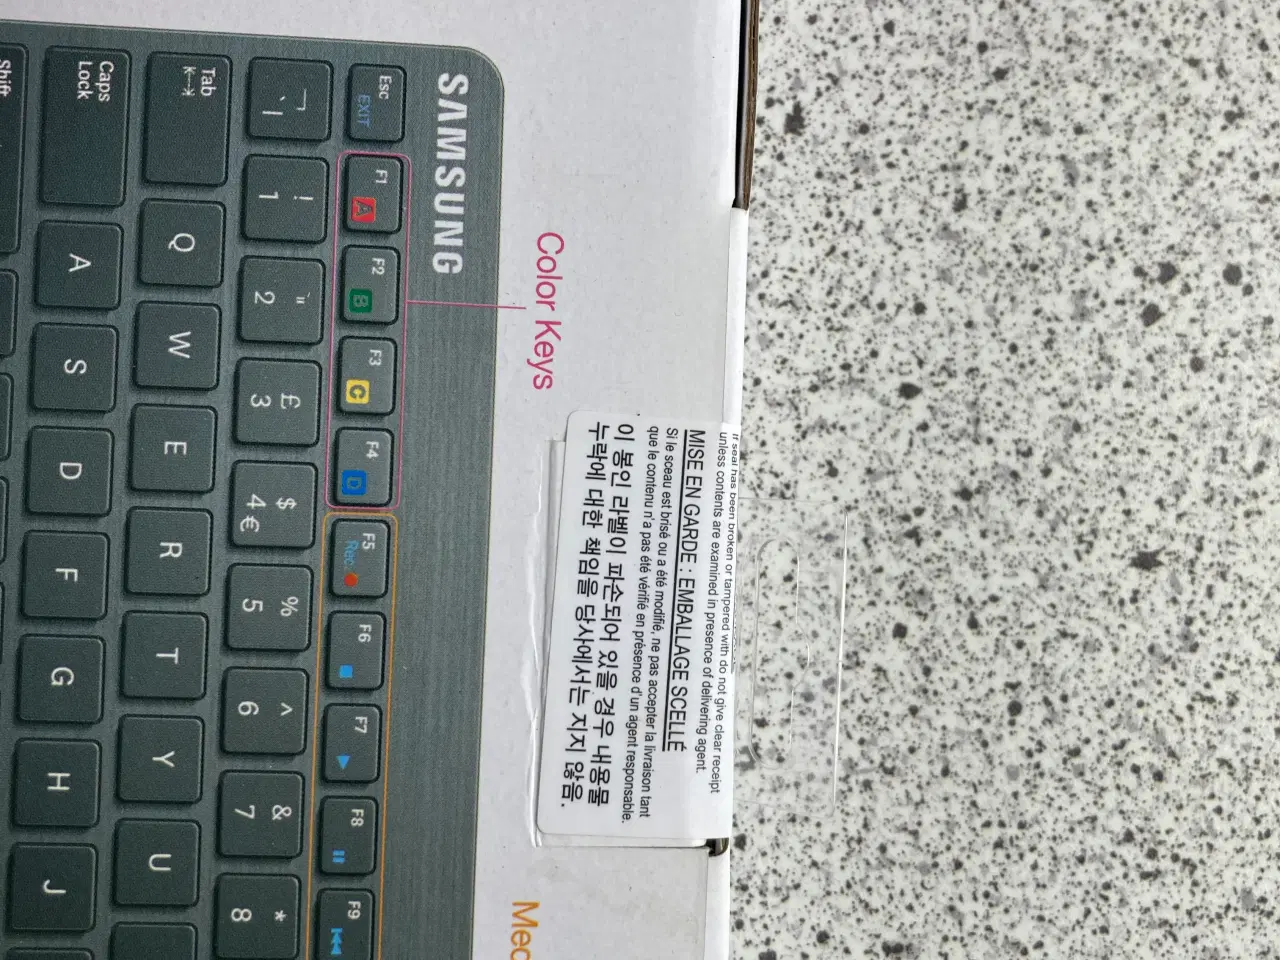 SAMSUNG
Color Keys
Esc EXIT
F1 A
F2 B
F3 C
F4 D
F5 Rec.
F6
F7
F8
F9
¬ ` |
! 1
" 2
£ 3
$ 4 €
% 5
^ 6
& 7
* 8
Tab
Q W E R T Y U
Caps Lock
A S D F G H J
Shift
If seal has been broken or tampered with do not give clear receipt
unless contents are examined in presence of delivering agent.
MISE EN GARDE : EMBALLAGE SCELLÉ
Si le sceau est brisé ou a été modifié, ne pas accepter la livraison tant
que le contenu n'a pas été vérifié en présence d'un agent responsable.
이 봉인 라벨이 파손되어 있을 경우 내용물
누락에 대한 책임을 당사에서는 지지 않음.